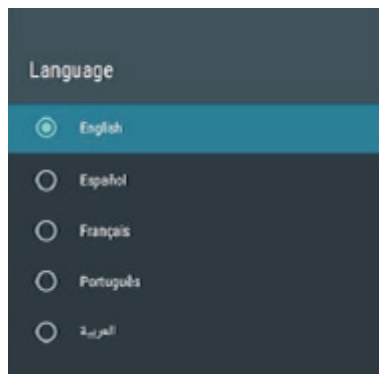 Language
English
Español
Français
Português
العربية